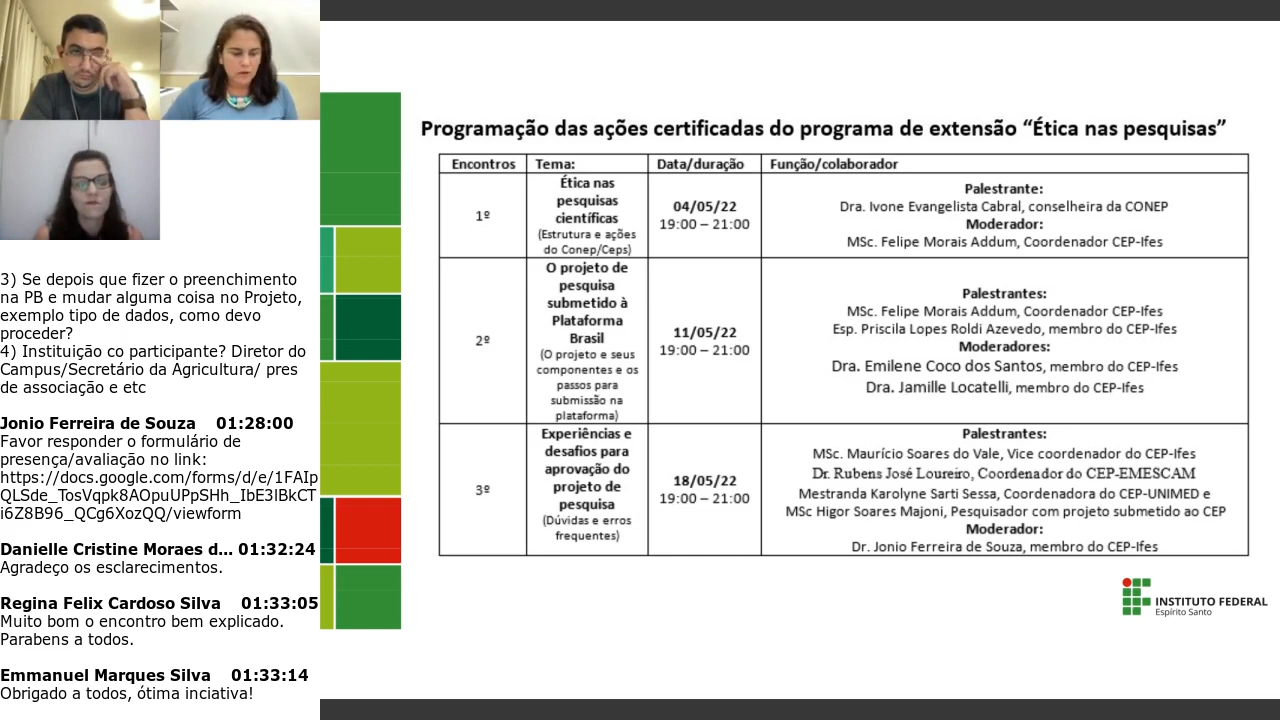 3) Se depois que fizer o preenchimento
na PB e mudar alguma coisa no Projeto,
exemplo tipo de dados, como devo
proceder?
4) Instituição co participante? Diretor do
Campus/Secretário da Agricultura/ pres
de associação e etc
Jonio Ferreira de Souza 01:28:00
Favor responder o formulário de
presença/avaliação no link:
https://docs.google.com/forms/d/e/1FAIp
QLSde_TosVqpk8AOpuUPpSHh_IbE3lBkCT
i6Z8B96_QCg6XozQQ/viewform
Danielle Cristine Moraes d... 01:32:24
Agradeço os esclarecimentos.
Regina Felix Cardoso Silva 01:33:05
Muito bom o encontro bem explicado.
Parabens a todos.
Emmanuel Marques Silva 01:33:14
Obrigado a todos, ótima inciativa!
Programação das ações certificadas do programa de extensão “Ética nas pesquisas”
Encontros Tema: Data/duração Função/colaborador
1º
Ética nas
pesquisas
científicas
(Estrutura e ações
do Conep/Ceps)
04/05/22
19:00 – 21:00
Palestrante:
Dra. Ivone Evangelista Cabral, conselheira da CONEP
Moderador:
MSc. Felipe Morais Addum, Coordenador CEP-Ifes
2º
O projeto de
pesquisa
submetido à
Plataforma
Brasil
(O projeto e seus
componentes e os
passos para
submissão na
plataforma)
11/05/22
19:00 – 21:00
Palestrantes:
MSc. Felipe Morais Addum, Coordenador CEP-Ifes
Esp. Priscila Lopes Roldi Azevedo, membro do CEP-Ifes
Moderadores:
Dra. Emilene Coco dos Santos, membro do CEP-Ifes
Dra. Jamille Locatelli, membro do CEP-Ifes
3º
Experiências e
desafios para
aprovação do
projeto de
pesquisa
(Dúvidas e erros
frequentes)
18/05/22
19:00 – 21:00
Palestrantes:
MSc. Maurício Soares do Vale, Vice coordenador do CEP-Ifes
Dr. Rubens José Loureiro, Coordenador do CEP-EMESCAM
Mestranda Karolyne Sarti Sessa, Coordenadora do CEP-UNIMED e
MSc Higor Soares Majoni, Pesquisador com projeto submetido ao CEP
Moderador:
Dr. Jonio Ferreira de Souza, membro do CEP-Ifes
INSTITUTO FEDERAL
Espírito Santo